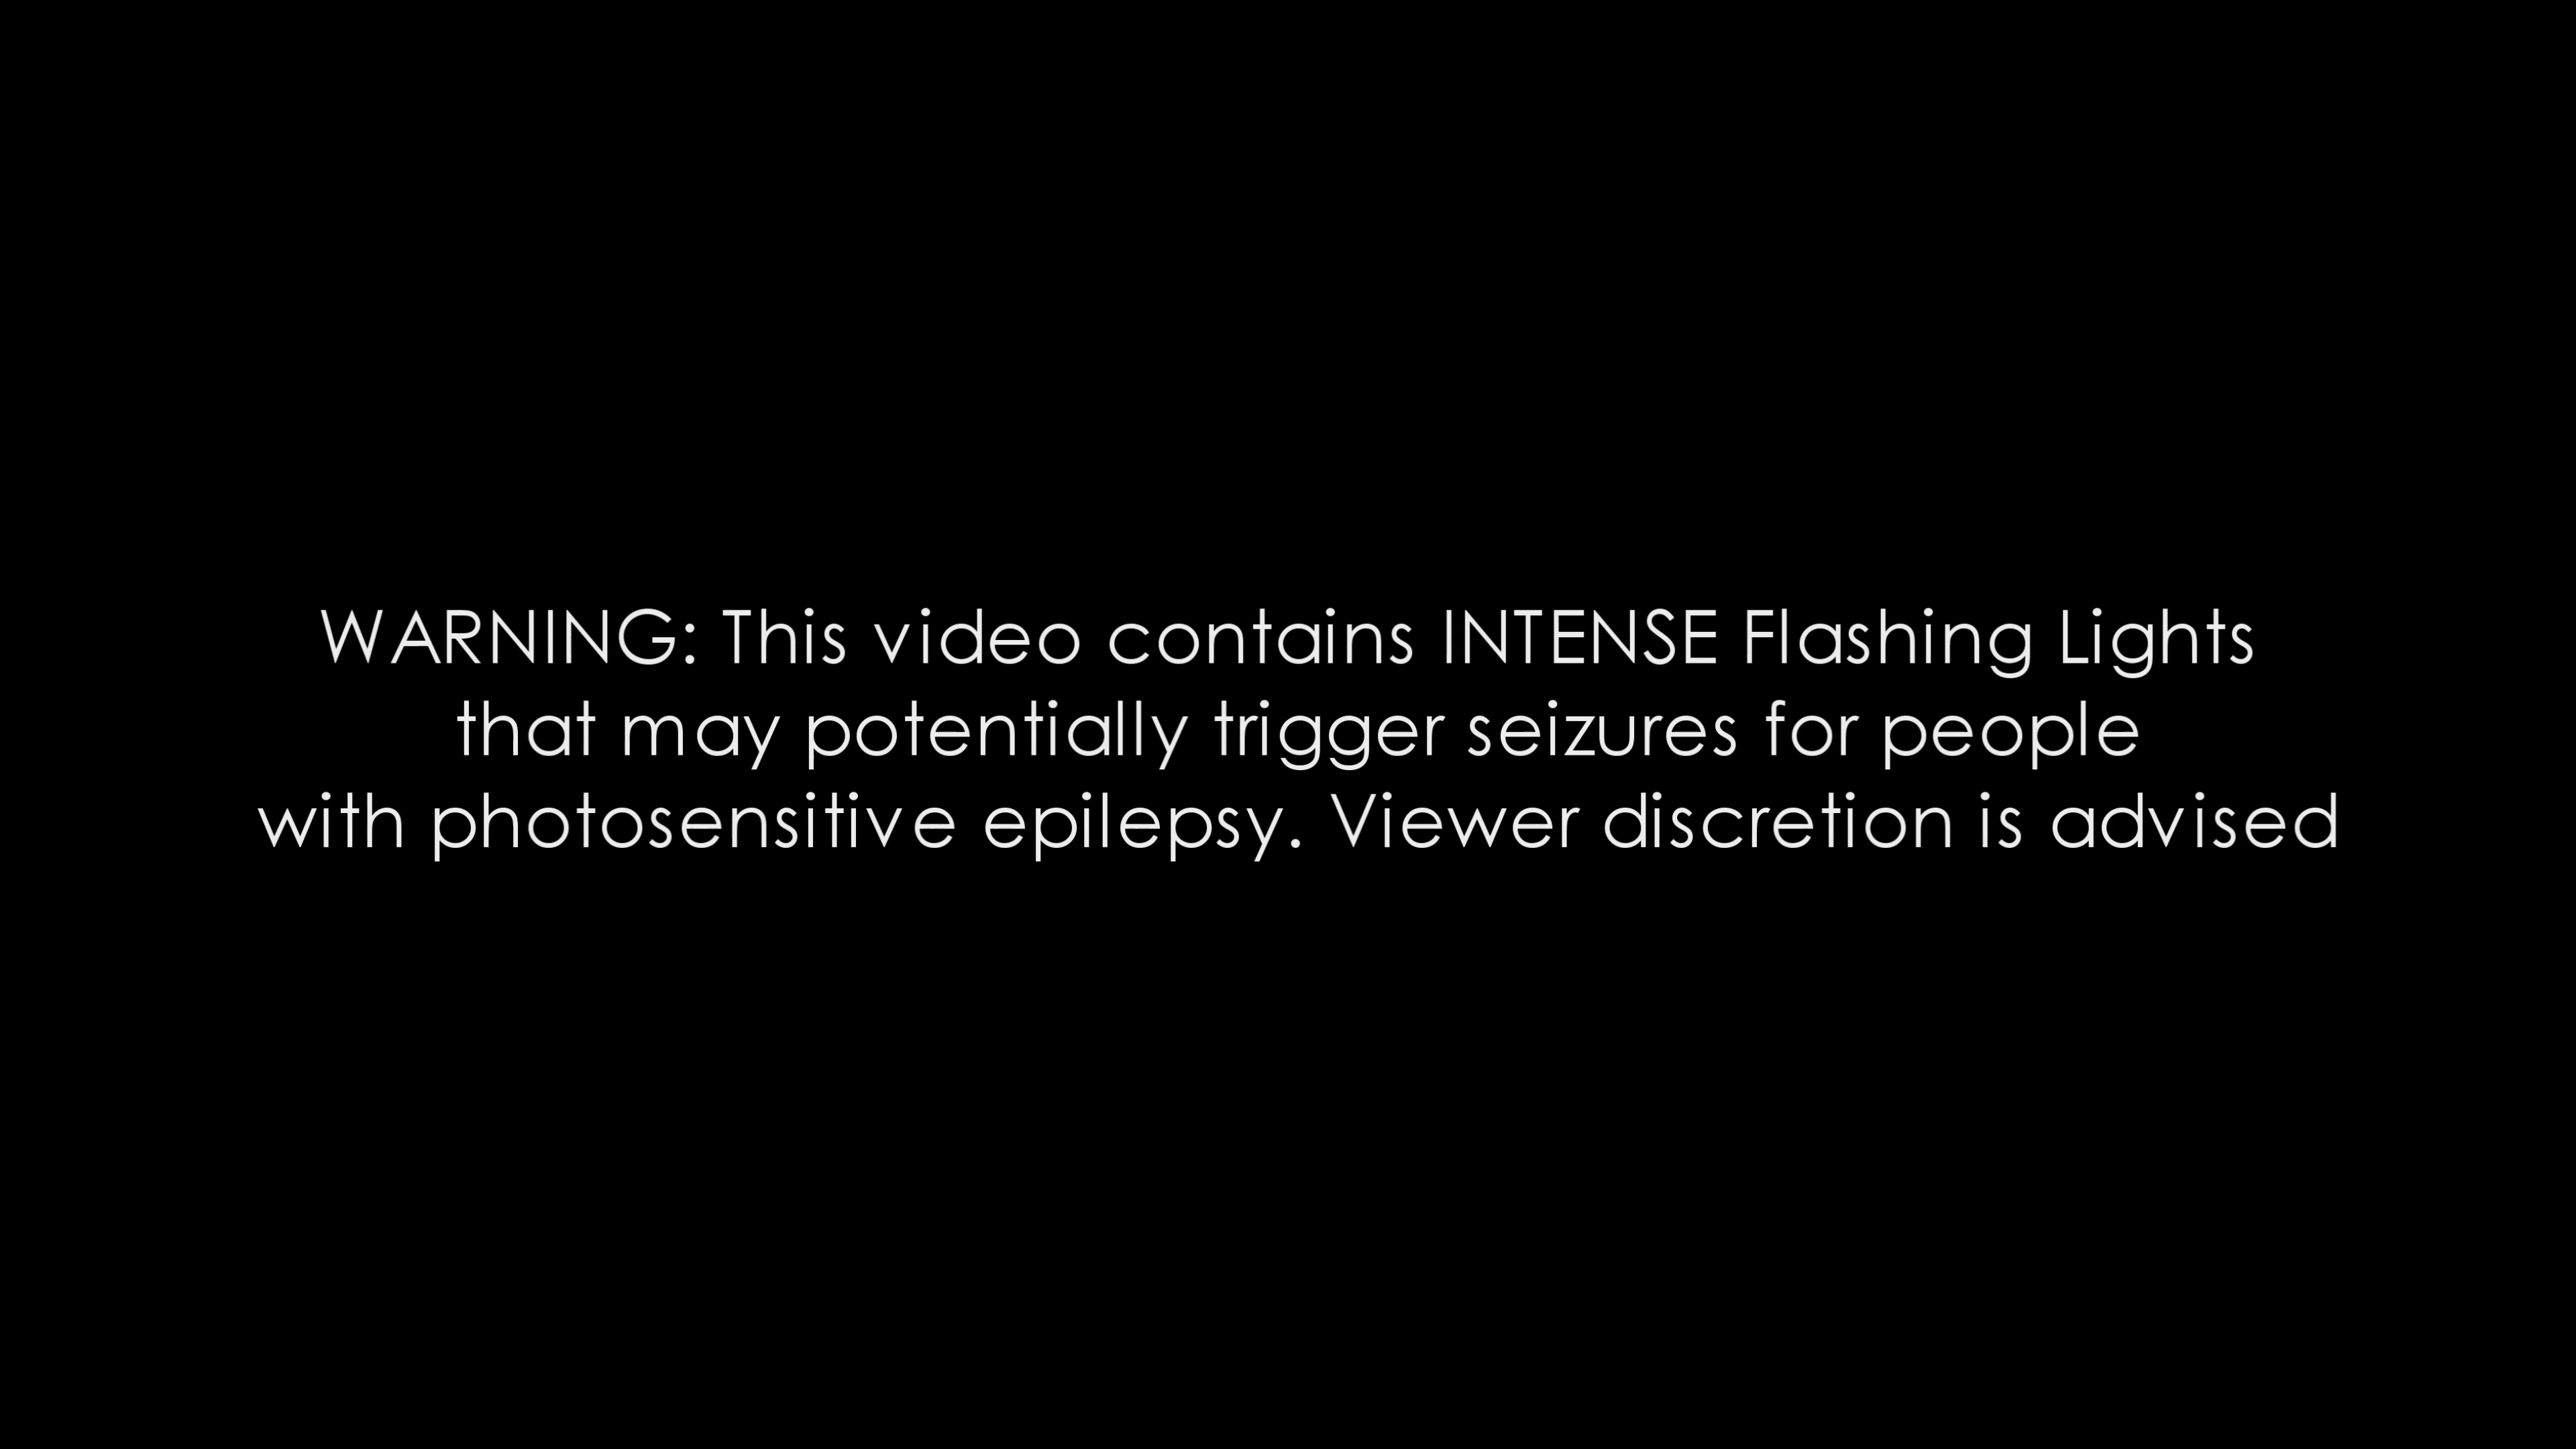 WARNING: This video contains INTENSE Flashing Lights
that may potentially trigger seizures for people
with photosensitive epilepsy. Viewer discretion is advised